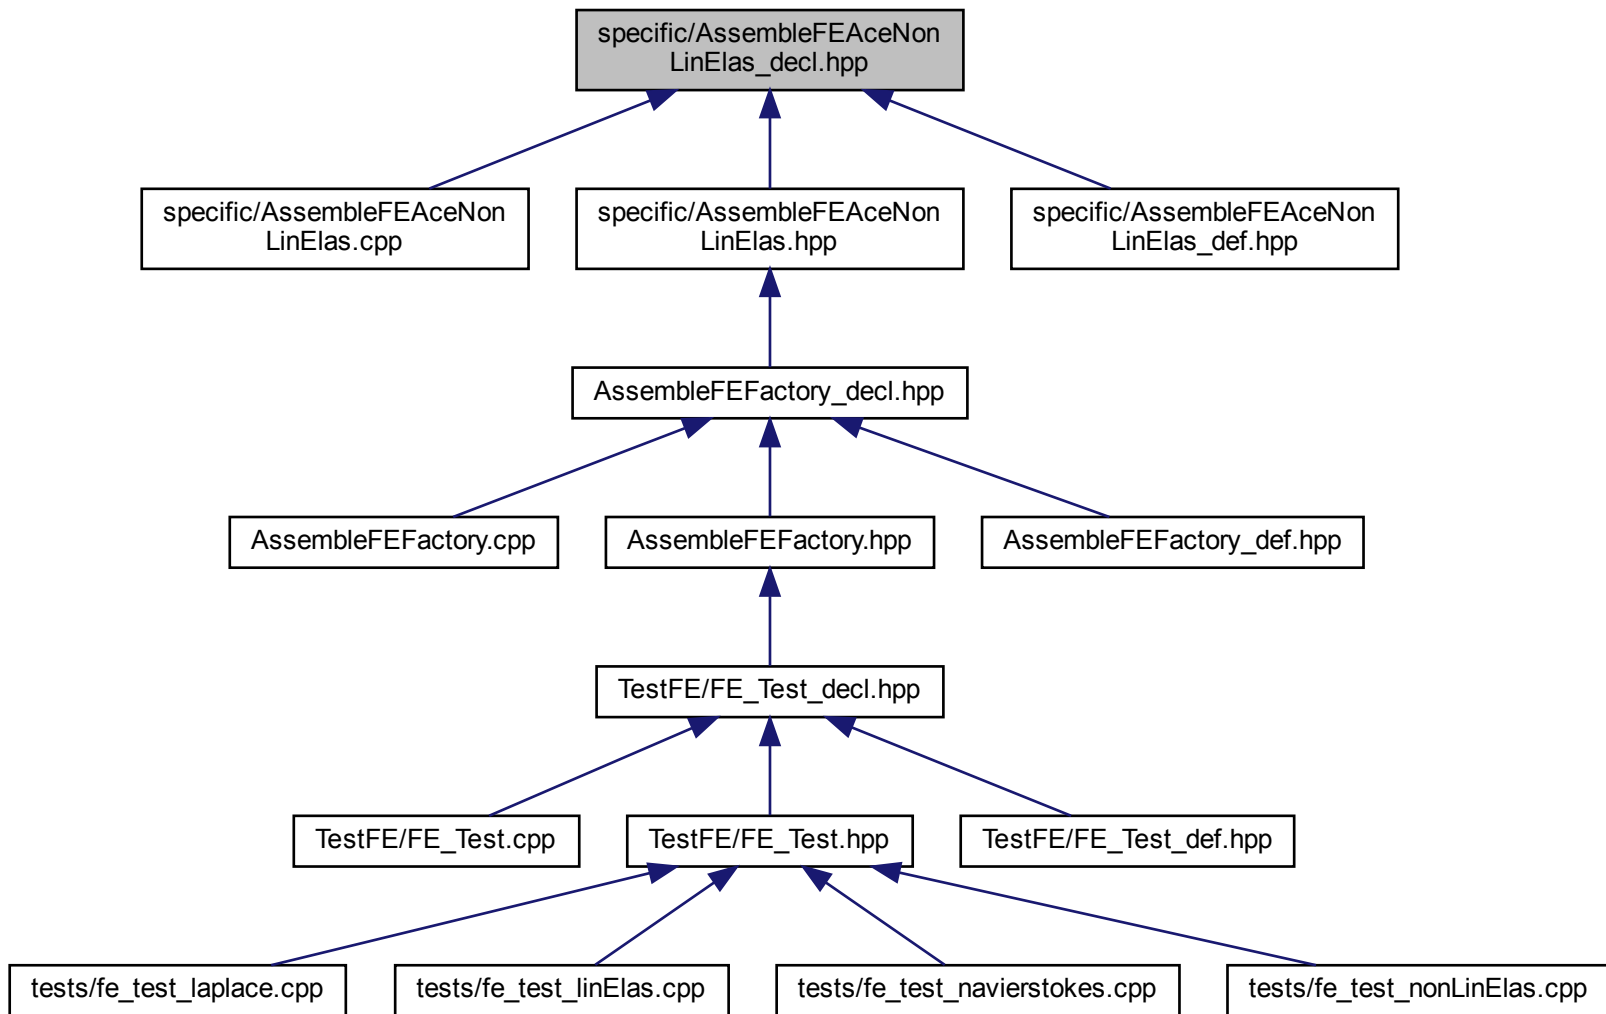 specific/AssembleFEAceNon
LinElas_decl.hpp
specific/AssembleFEAceNon
LinElas.cpp
specific/AssembleFEAceNon
LinElas.hpp
specific/AssembleFEAceNon
LinElas_def.hpp
AssembleFEFactory_decl.hpp
AssembleFEFactory.cpp
AssembleFEFactory.hpp
AssembleFEFactory_def.hpp
TestFE/FE_Test_decl.hpp
TestFE/FE_Test.cpp
TestFE/FE_Test.hpp
TestFE/FE_Test_def.hpp
tests/fe_test_laplace.cpp
tests/fe_test_linElas.cpp
tests/fe_test_navierstokes.cpp
tests/fe_test_nonLinElas.cpp